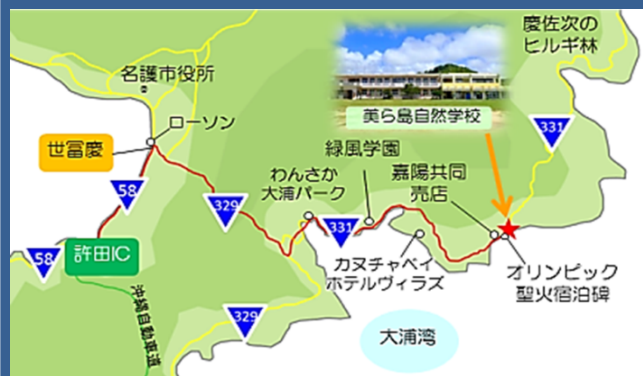 慶佐次の
ヒルギ林
名護市役所
美ら島自然学校
ローソン
331
世冨慶
緑風学園
嘉陽共同
売店
わんさか
大浦パーク
58
329
331
58
許田IC
カヌチャベイ
ホテルヴィラズ
オリンピック
聖火宿泊碑
沖縄自動車道
329
大浦湾